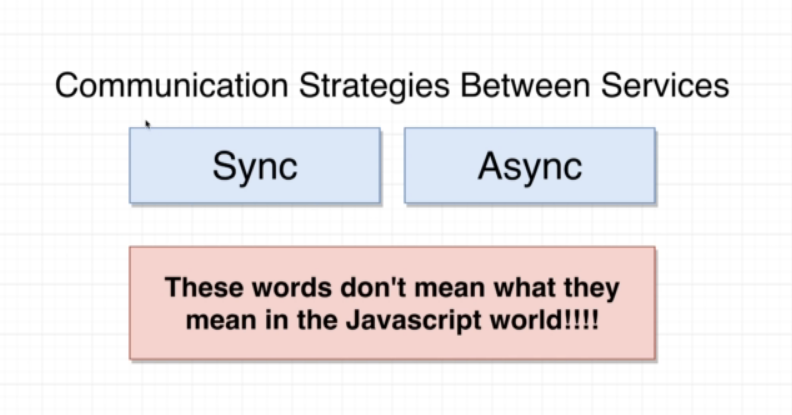 Communication Strategies Between Services
Sync
Async
These words don't mean what they
mean in the Javascript world!!!!